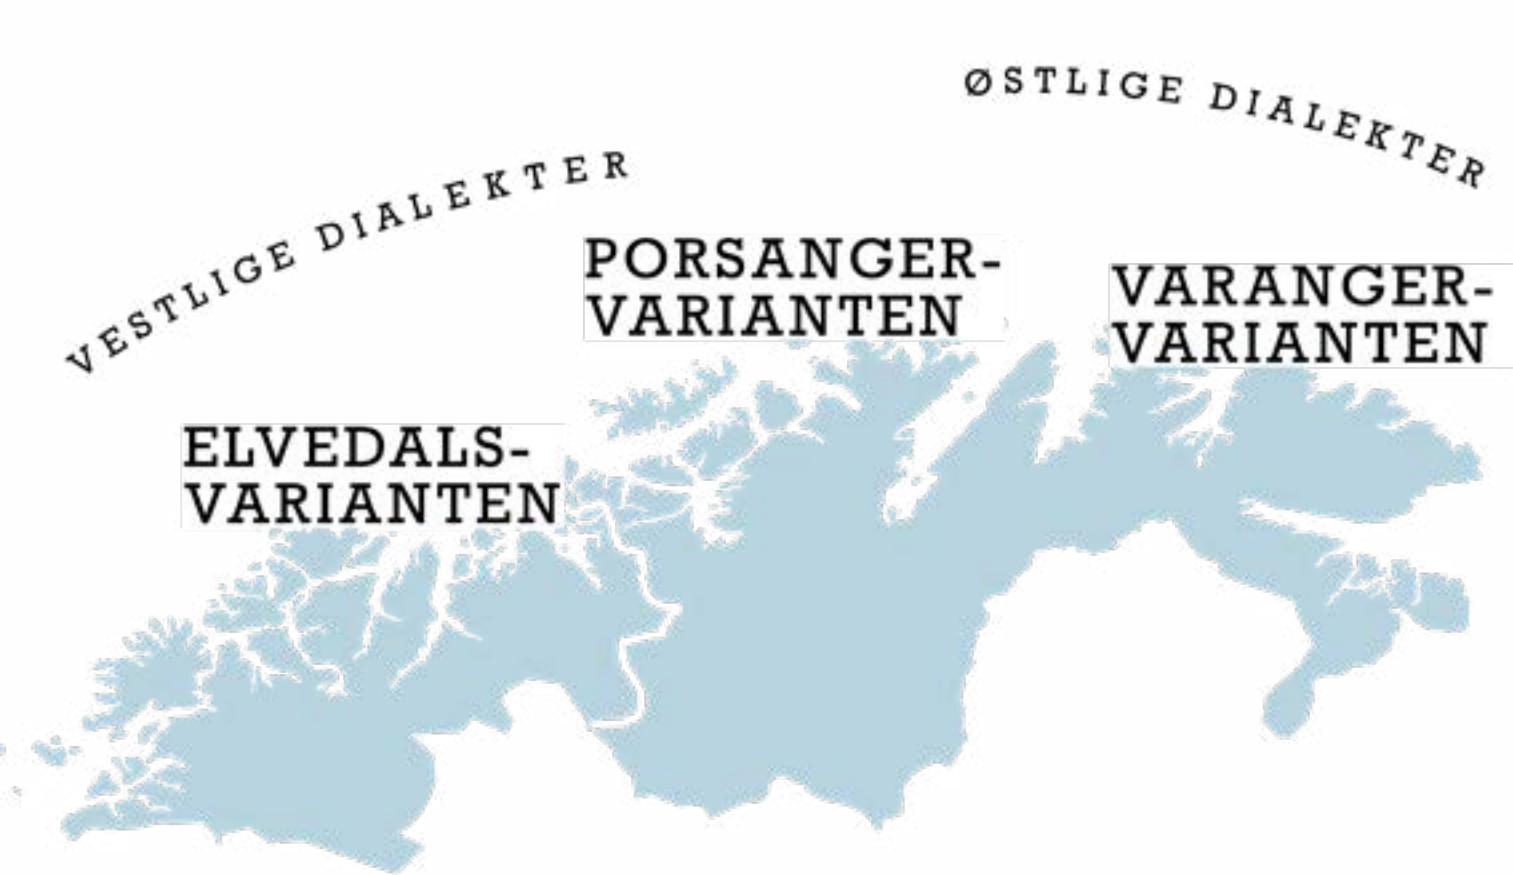 ØSTLIGE DIALEKTER
VESTLIGE DIALEKTER
PORSANGER-
VARIANTEN
VARANGER-
VARIANTEN
ELVEDALS-
VARIANTEN